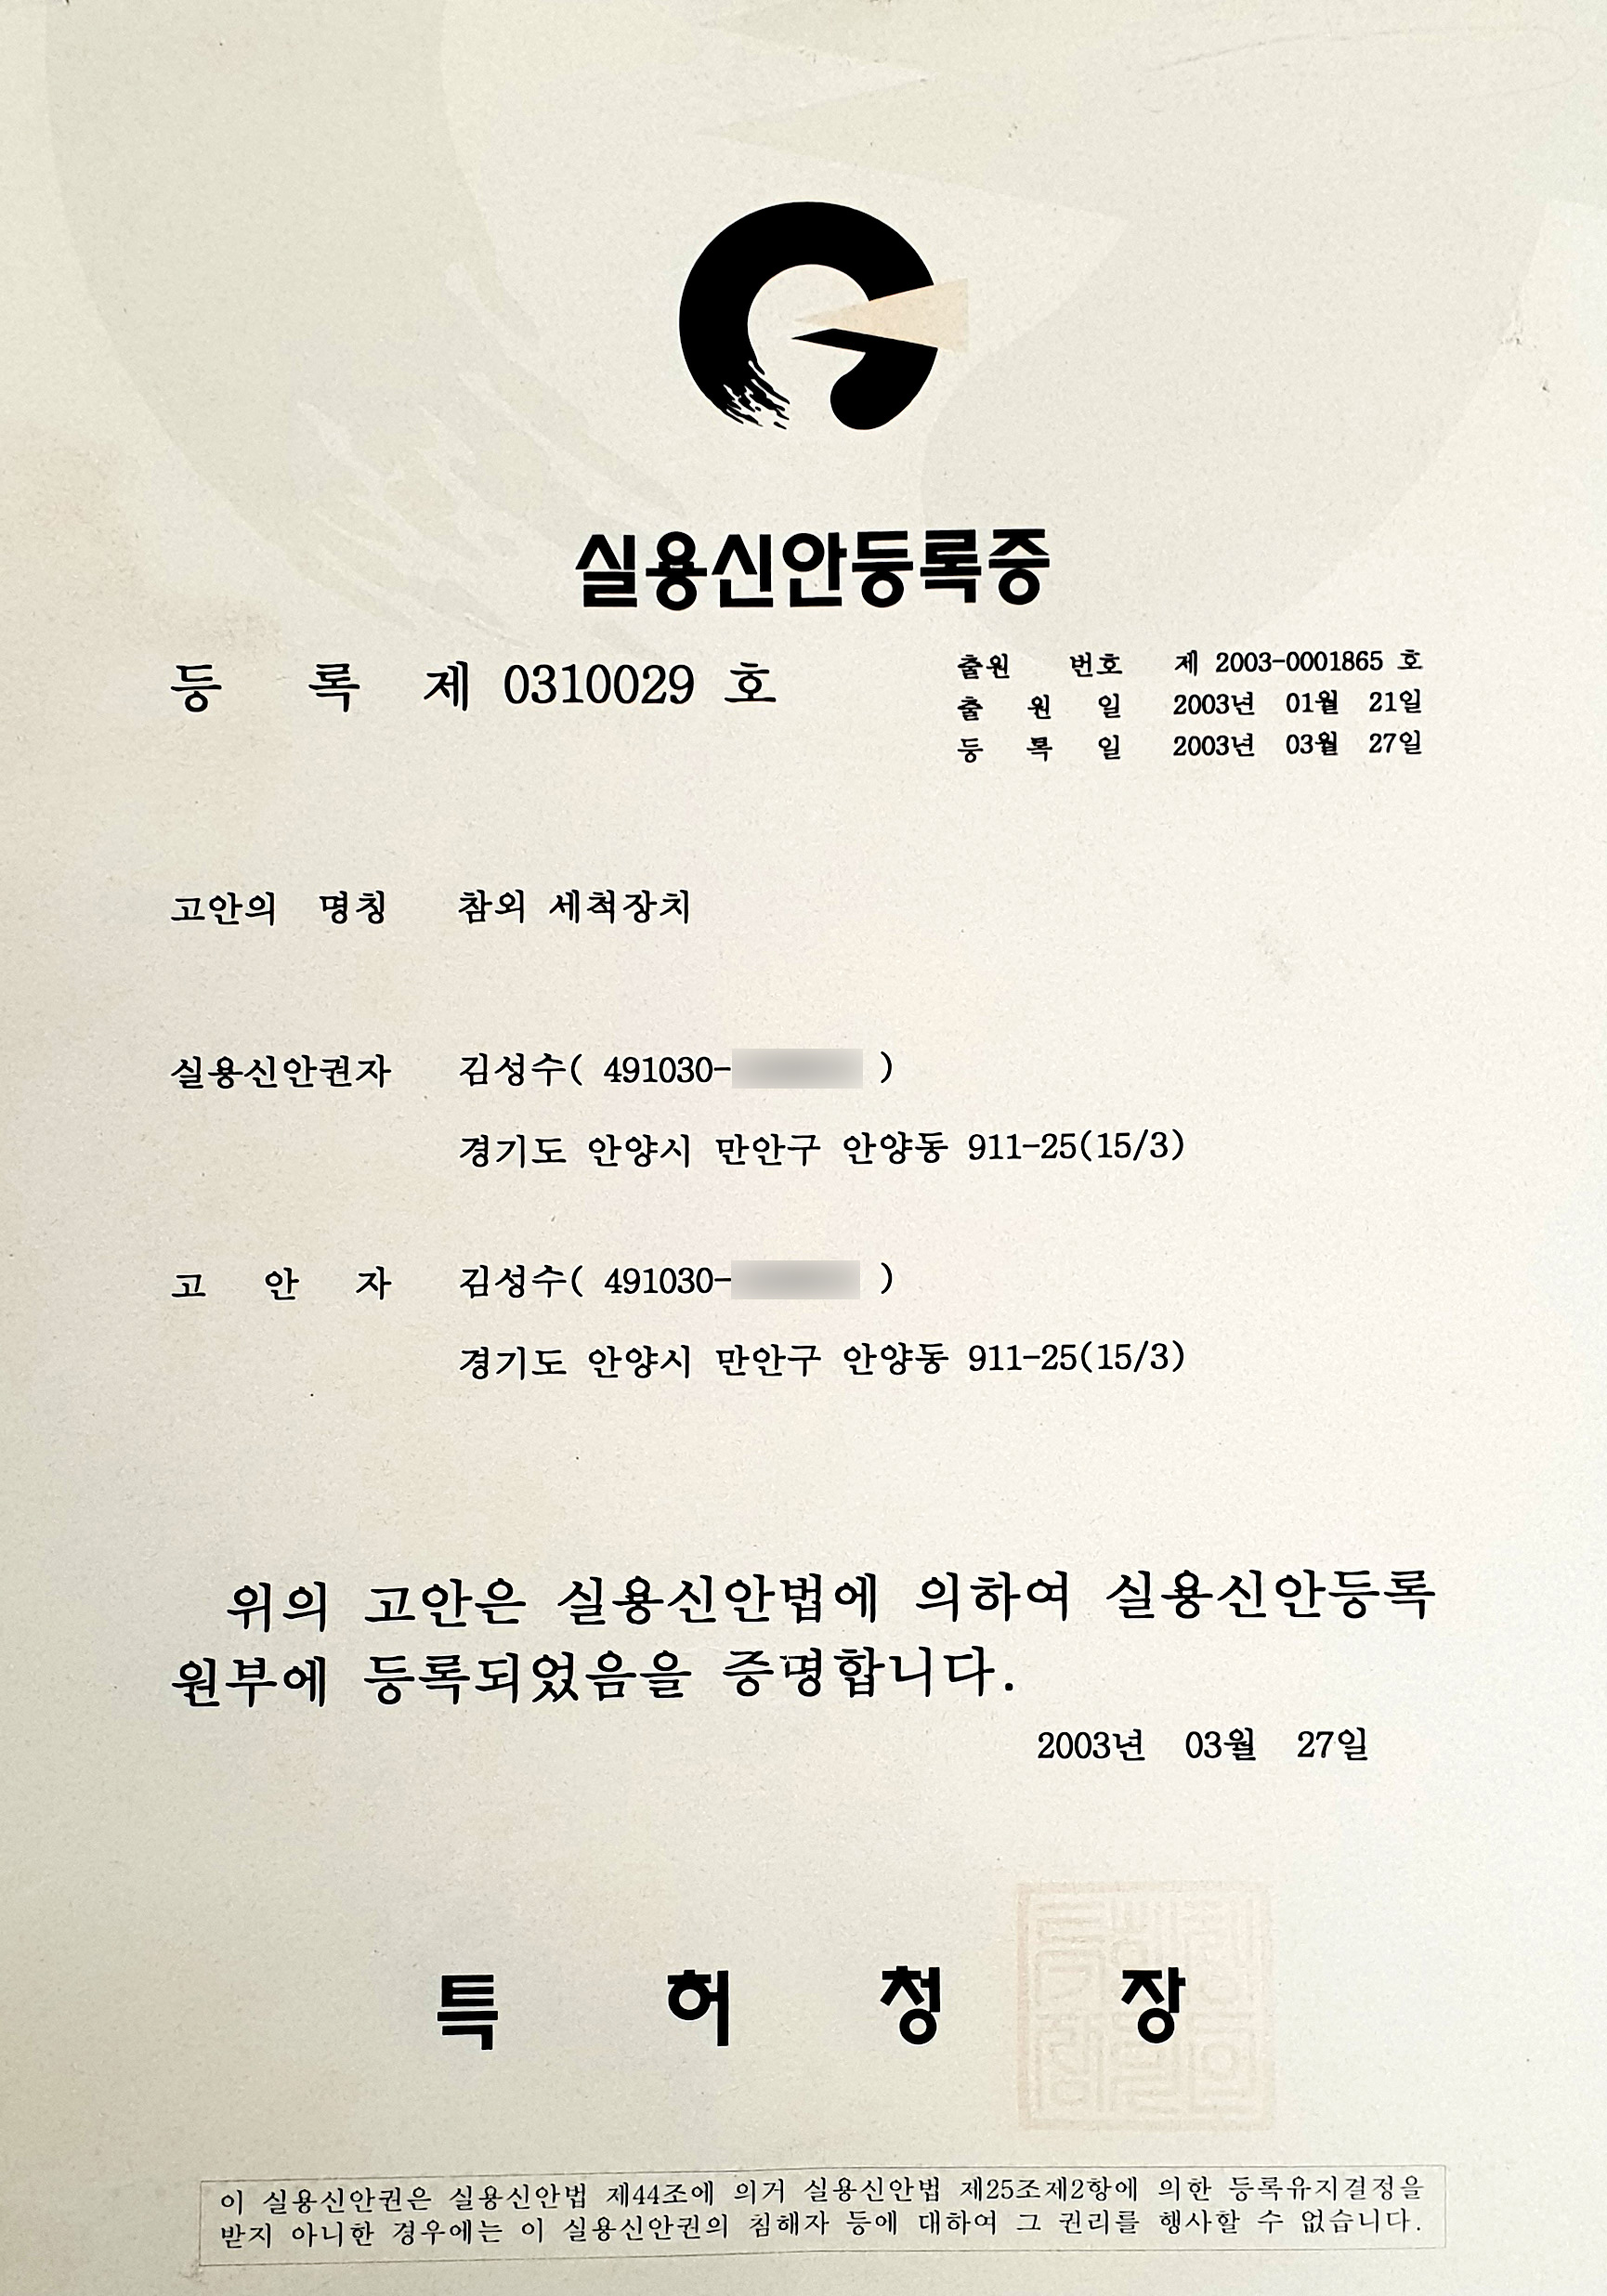 실용신안등록증
등 록 제 0310029 호
출원 번호 제 2003-0001865 호
출 원 일 2003년 01월 21일
등 록 일 2003년 03월 27일
고안의 명칭 참외 세척장치
실용신안권자 김성수( 491030- )
경기도 안양시 만안구 안양동 911-25(15/3)
고 안 자 김성수( 491030- )
경기도 안양시 만안구 안양동 911-25(15/3)
위의 고안은 실용신안법에 의하여 실용신안등록
원부에 등록되었음을 증명합니다.
2003년 03월 27일
특 허 청 장
이 실용신안권은 실용신안법 제44조에 의거 실용신안법 제25조제2항에 의한 등록유지결정을
받지 아니한 경우에는 이 실용신안권의 침해자 등에 대하여 그 권리를 행사할 수 없습니다.